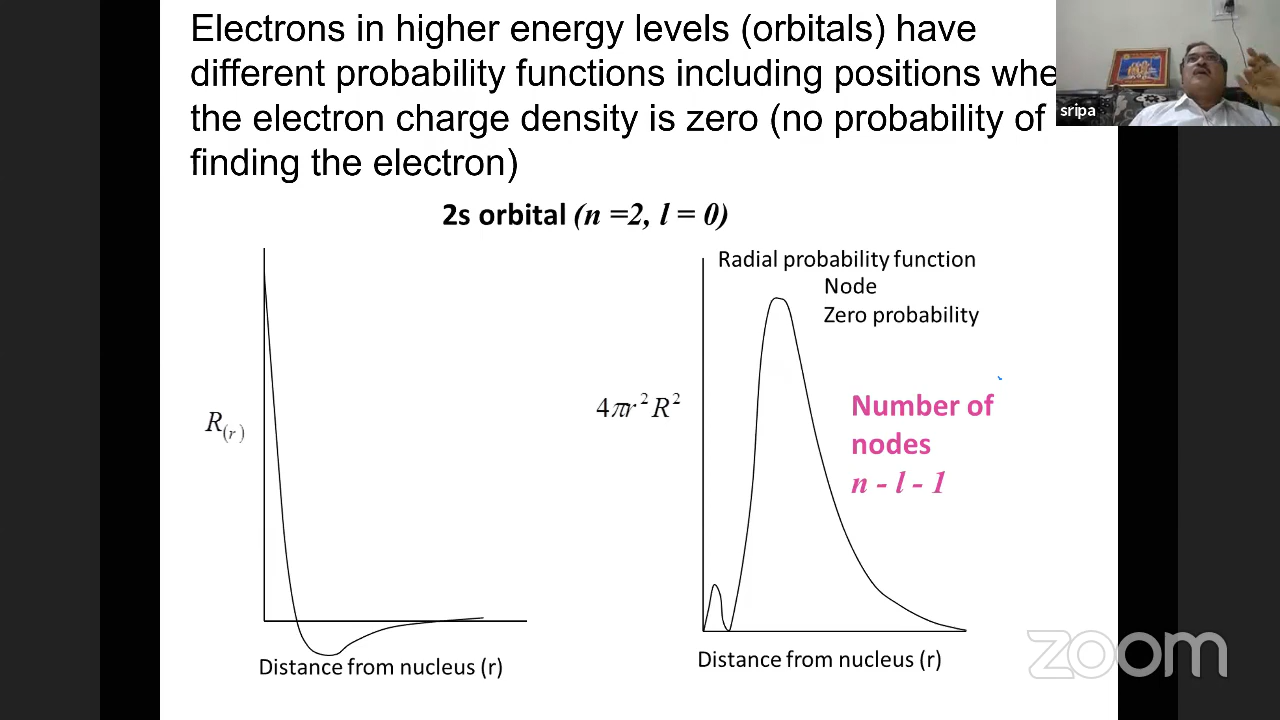 Electrons in higher energy levels (orbitals) have
different probability functions including positions whe
the electron charge density is zero (no probability of
finding the electron)
sripa
2s orbital (n =2, l = 0)
Radial probability function
Node
Zero probability
R(r)
4πr²R²
Number of
nodes
n - l - 1
Distance from nucleus (r)
Distance from nucleus (r)
zoom